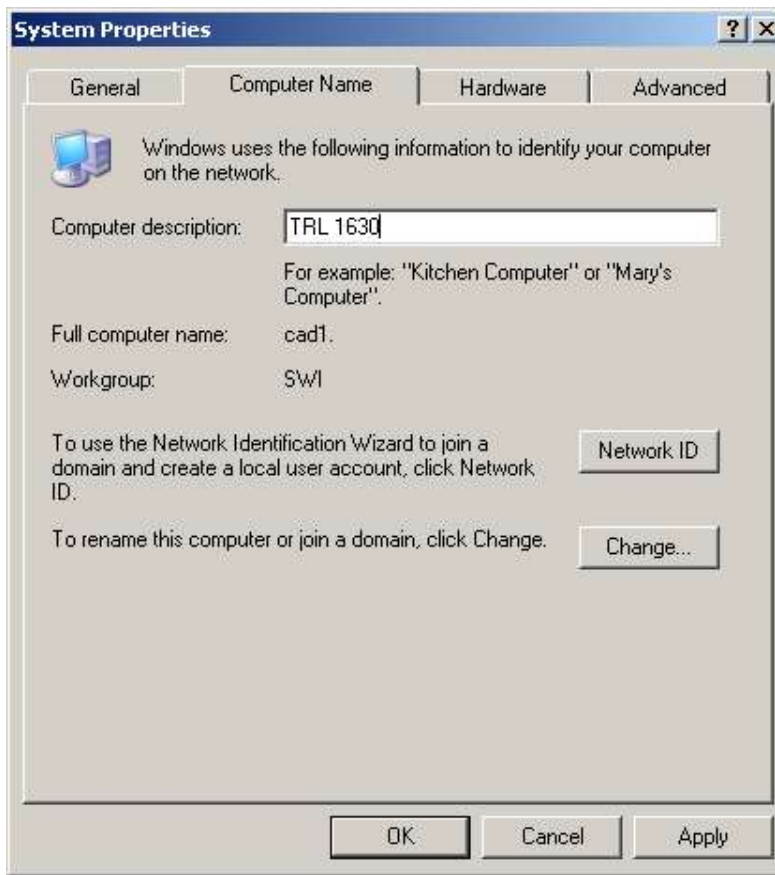 System Properties
? X
General Computer Name Hardware Advanced
Windows uses the following information to identify your computer
on the network.
Computer description: TRL 1630
For example: "Kitchen Computer" or "Mary's
Computer".
Full computer name: cad1.
Workgroup: SWI
To use the Network Identification Wizard to join a
domain and create a local user account, click Network
ID.
Network ID
To rename this computer or join a domain, click Change.
Change...
OK Cancel Apply